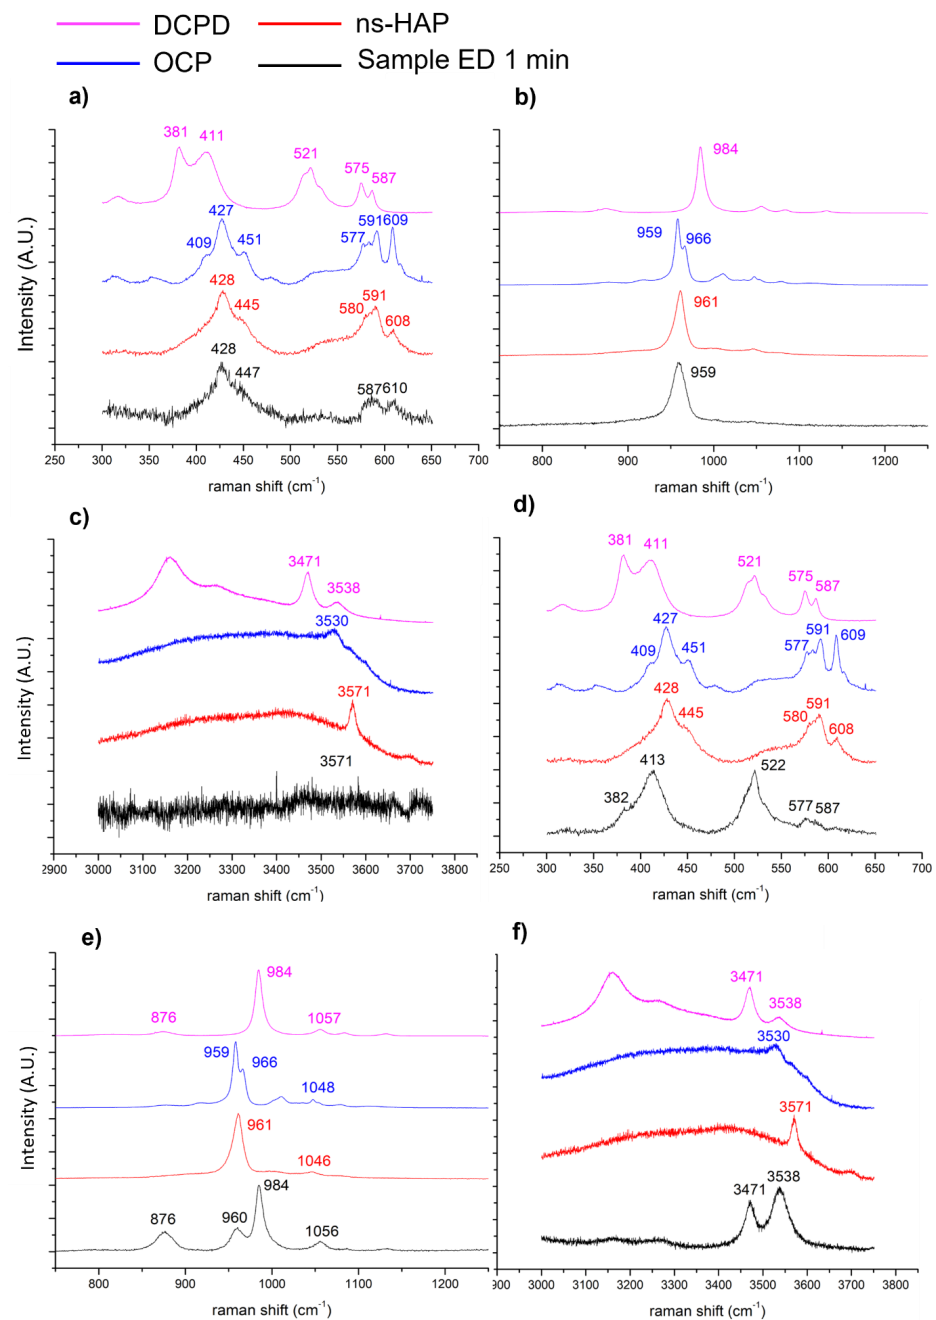 DCPD ns-HAP
OCP Sample ED 1 min
a)
381 411 521 575 587
427 409 451 577 591 609
428 445 580 591 608
428 447 587 610
Intensity (A.U.)
250 300 350 400 450 500 550 600 650 700
raman shift (cm-1)
b)
984
959 966
961
959
800 900 1000 1100 1200
raman shift (cm-1)
c)
3471 3538
3530
3571
3571
Intensity (A.U.)
2900 3000 3100 3200 3300 3400 3500 3600 3700 3800
raman shift (cm-1)
d)
381 411 521 575 587
427 409 451 577 591 609
428 445 580 591 608
413 382 522 577 587
250 300 350 400 450 500 550 600 650 700
raman shift (cm-1)
e)
984 876 1057
959 966 1048
961 1046
984 876 960 1056
Intensity (A.U.)
800 900 1000 1100 1200
raman shift (cm-1)
f)
3471 3538
3530
3571
3471 3538
2900 3000 3100 3200 3300 3400 3500 3600 3700 3800
raman shift (cm-1)